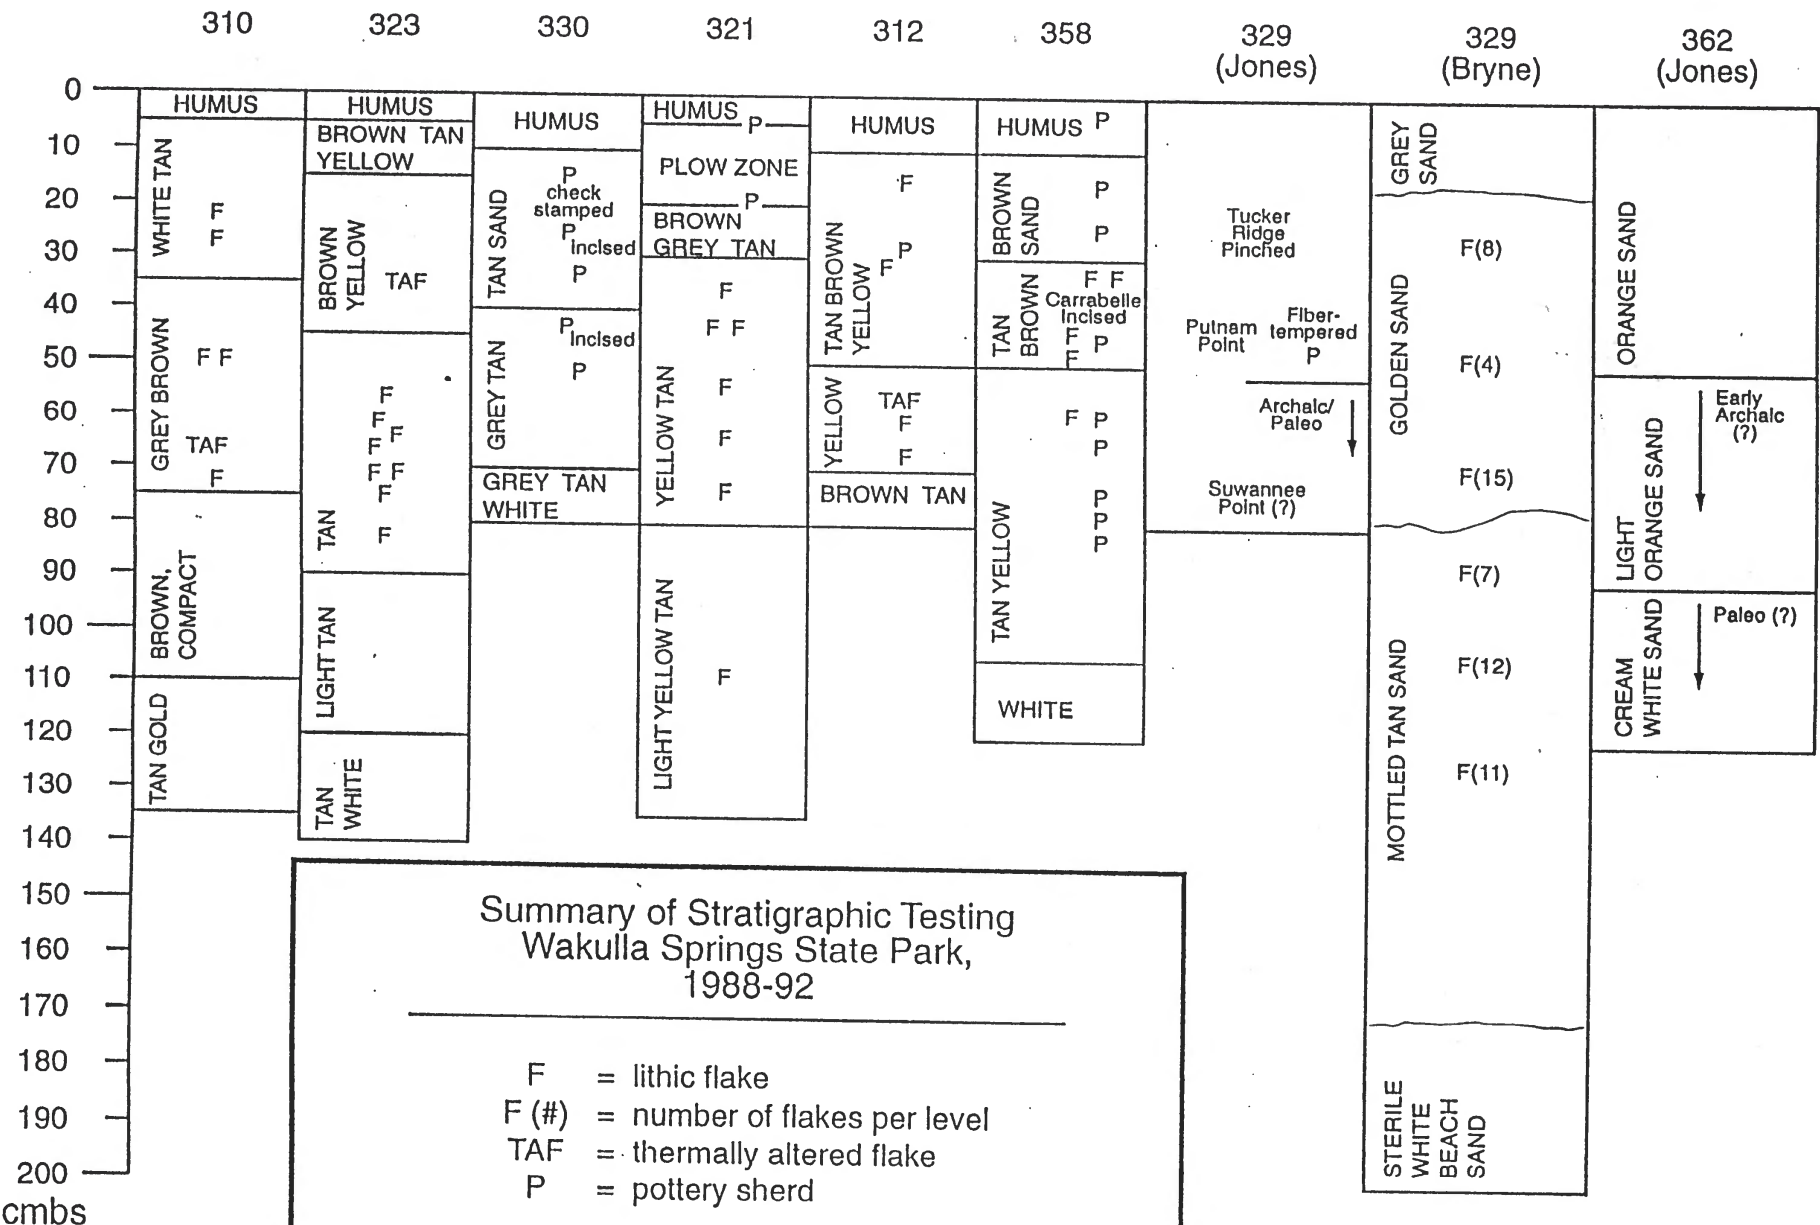 310
323
330
321
312
358
329
(Jones)
329
(Bryne)
362
(Jones)
0
10
20
30
40
50
60
70
80
90
100
110
120
130
140
150
160
170
180
190
200
cmbs
HUMUS
WHITE TAN
F
F
GREY BROWN
F F
TAF
F
BROWN,
COMPACT
TAN GOLD
HUMUS
BROWN TAN
YELLOW
BROWN
YELLOW
TAF
TAN
F
F
F
F
F F
F
F
LIGHT TAN
TAN
WHITE
HUMUS
TAN SAND
P
check
stamped
P Incised
P
GREY TAN
P Incised
P
GREY TAN
WHITE
HUMUS
P
PLOW ZONE
P
BROWN
GREY TAN
YELLOW TAN
F
F F
F
F
F
LIGHT YELLOW TAN
F
HUMUS
TAN BROWN
YELLOW
F
P
F
YELLOW
TAF
F
F
BROWN TAN
HUMUS P
BROWN
SAND
P
P
TAN
BROWN
F F
Carrabelle
Incised
F P
F
TAN YELLOW
F P
P
P
P
P
WHITE
Tucker
Ridge
Pinched
Putnam
Point
Fiber-
tempered
P
Archaic/
Paleo
Suwannee
Point (?)
GREY
SAND
GOLDEN SAND
F(8)
F(4)
F(15)
MOTTLED TAN SAND
F(7)
F(12)
F(11)
STERILE
WHITE
BEACH
SAND
ORANGE SAND
LIGHT
ORANGE SAND
Early
Archaic
(?)
CREAM
WHITE SAND
Paleo (?)
Summary of Stratigraphic Testing
Wakulla Springs State Park,
1988-92
F = lithic flake
F (#) = number of flakes per level
TAF = thermally altered flake
P = pottery sherd